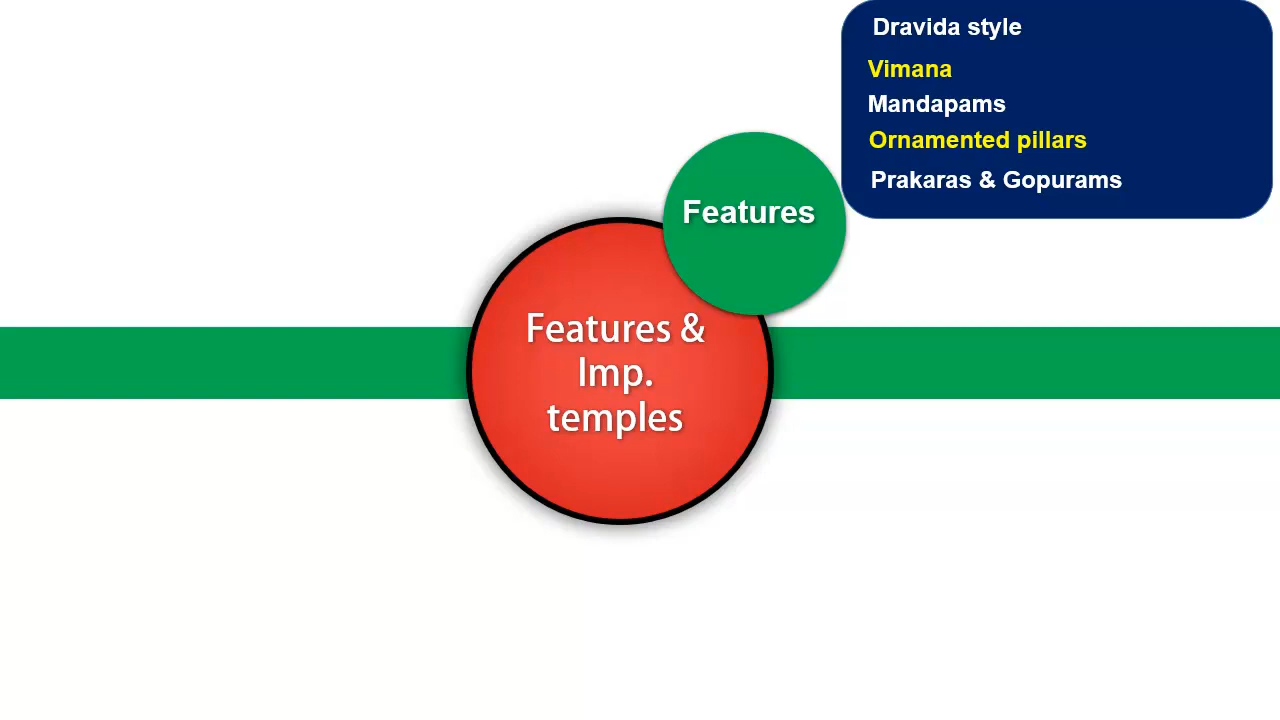 Dravida style
Vimana
Mandapams
Ornamented pillars
Prakaras & Gopurams
Features
Features &
Imp.
temples